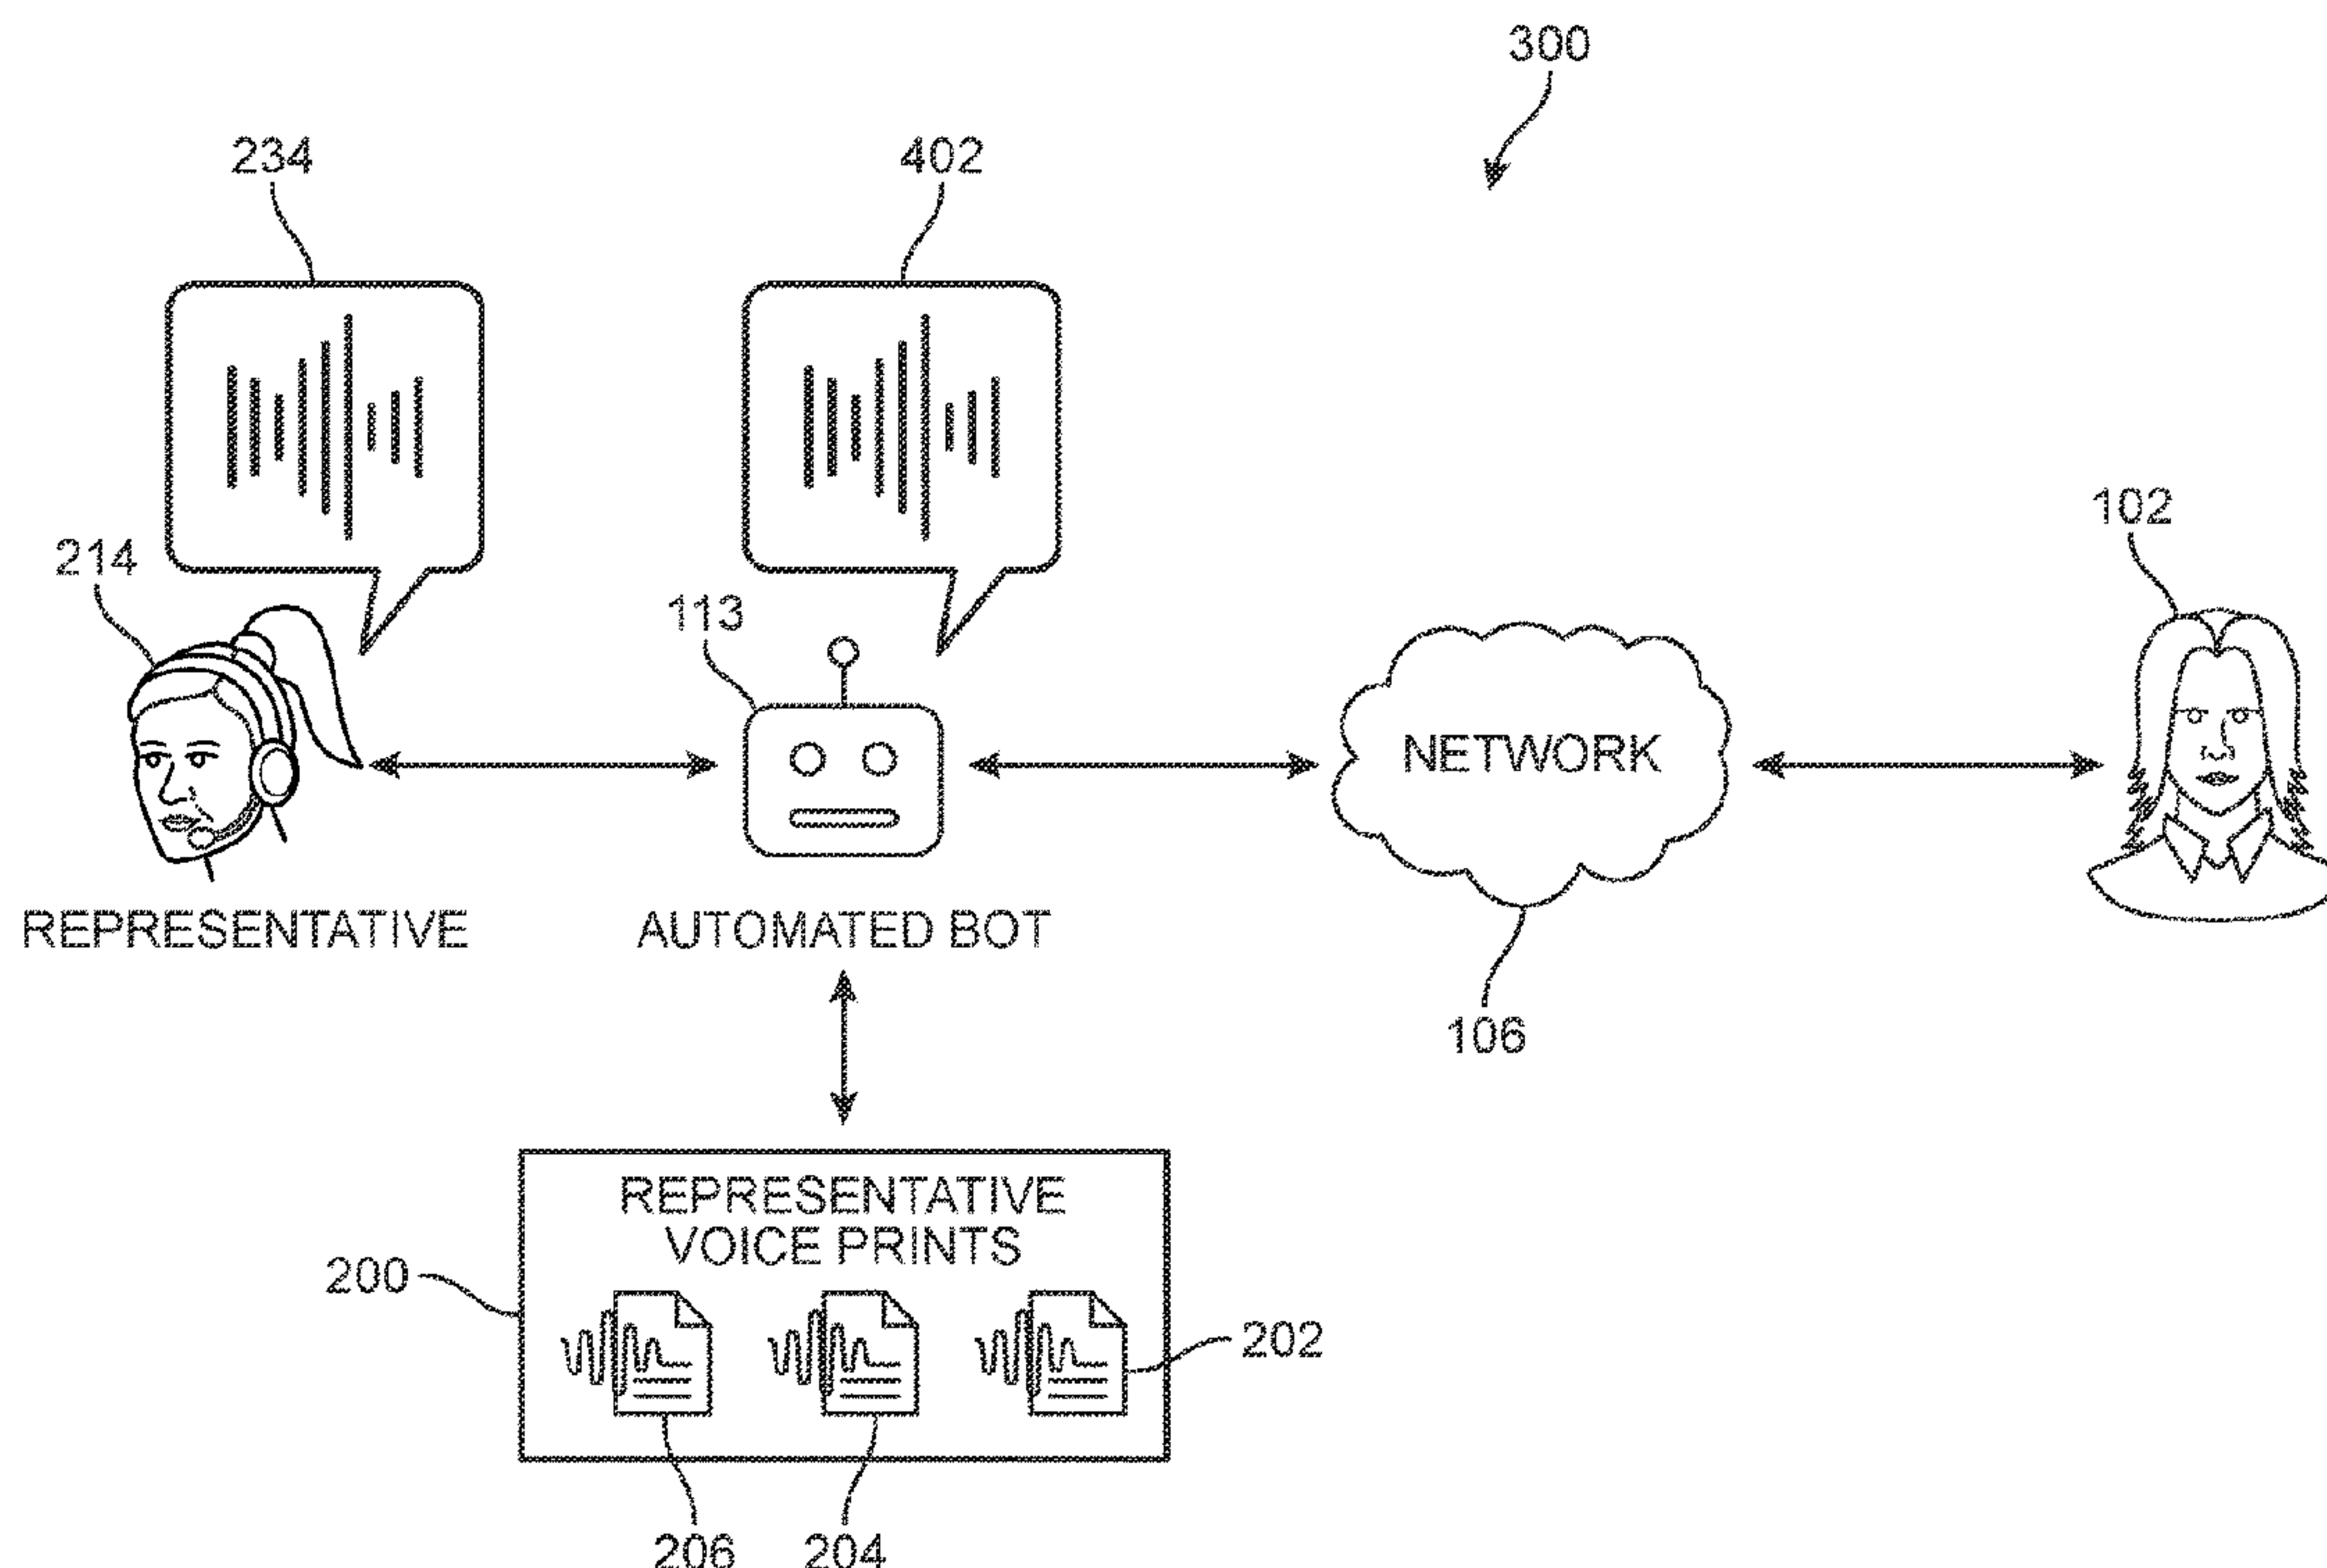 300
234
402
102
214
113
NETWORK
REPRESENTATIVE
AUTOMATED BOT
106
REPRESENTATIVE
VOICE PRINTS
200
202
206
204